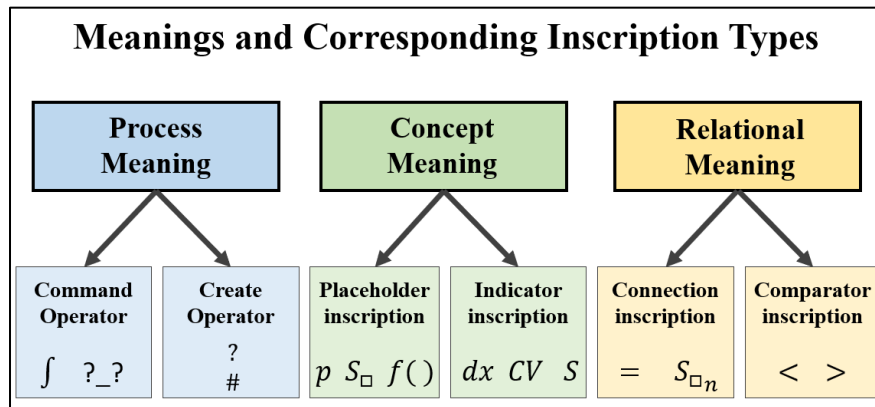 Meanings and Corresponding Inscription Types
Process
Meaning
Concept
Meaning
Relational
Meaning
Command
Operator
∫ ?_?
Create
Operator
?
#
Placeholder
inscription
p S□ f()
Indicator
inscription
dx CV S
Connection
inscription
= S□n
Comparator
inscription
< >